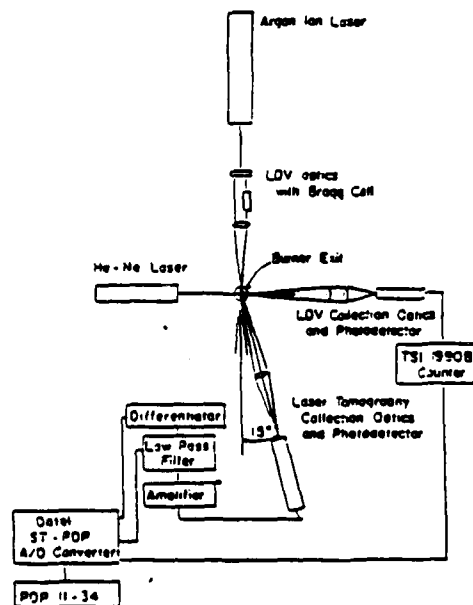 Argon Ion Laser
LDV optics
with Bragg Cell
Burner Exit
He-Ne Laser
LDV Collection Optics
and Photodetector
TSI 1990B
Counter
Laser Tomography
Collection Optics
and Photodetector
15°
Differentiator
Low Pass
Filter
Amplifier
Datel
ST-PDP
A/D Converter
PDP 11-34